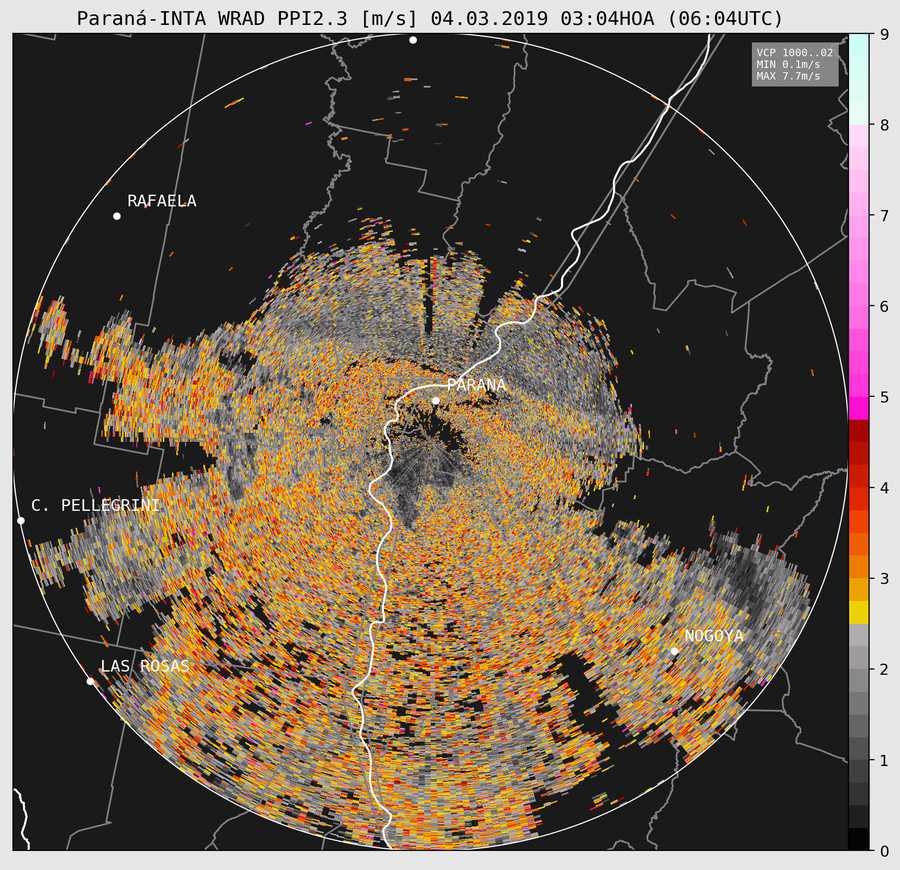 Paraná-INTA WRAD PPI2.3 [m/s] 04.03.2019 03:04HOA (06:04UTC)
VCP 1000..02
MIN 0.1m/s
MAX 7.7m/s
9
8
7
6
5
4
3
2
1
0
RAFAELA
PARANA
C. PELLEGRINI
NOGOYA
LAS ROSAS